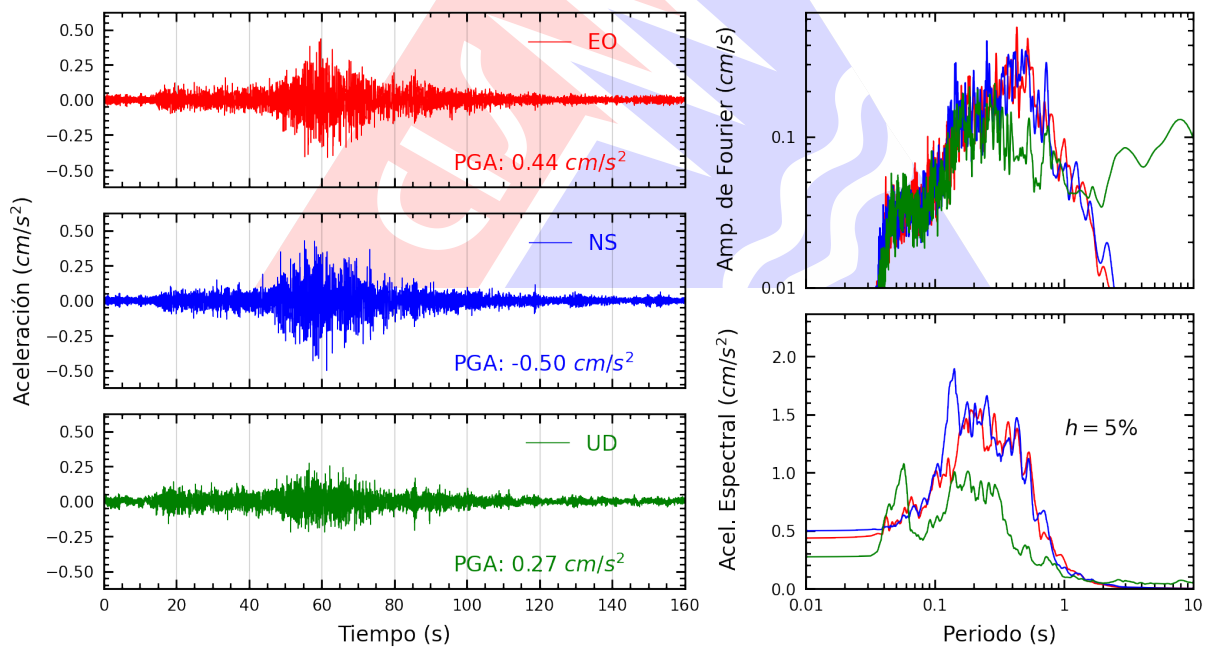 Aceleración (cm/s²)
0.50
0.25
0.00
−0.25
−0.50
EO
PGA: 0.44 cm/s²
0.50
0.25
0.00
−0.25
−0.50
NS
PGA: -0.50 cm/s²
0.50
0.25
0.00
−0.25
−0.50
UD
PGA: 0.27 cm/s²
0 20 40 60 80 100 120 140 160
Tiempo (s)
Amp. de Fourier (cm/s)
0.1
0.01
Acel. Espectral (cm/s²)
2.0
1.5
1.0
0.5
0.0
h = 5%
0.01 0.1 1 10
Periodo (s)